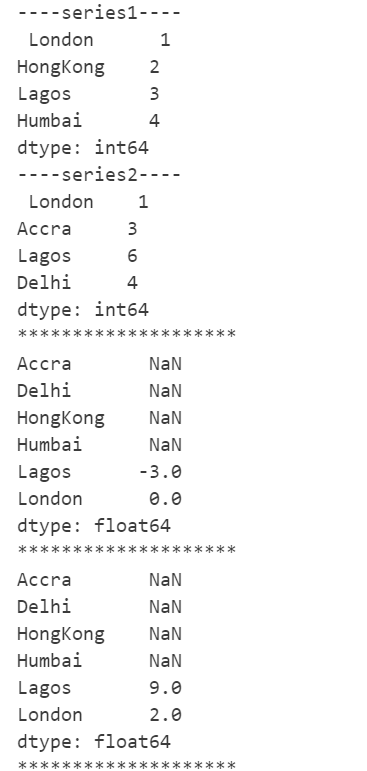 ----series1----
 London      1
HongKong    2
Lagos       3
Humbai      4
dtype: int64
----series2----
 London    1
Accra     3
Lagos     6
Delhi     4
dtype: int64
********************
Accra       NaN
Delhi       NaN
HongKong    NaN
Humbai      NaN
Lagos      -3.0
London      0.0
dtype: float64
********************
Accra       NaN
Delhi       NaN
HongKong    NaN
Humbai      NaN
Lagos       9.0
London      2.0
dtype: float64
********************